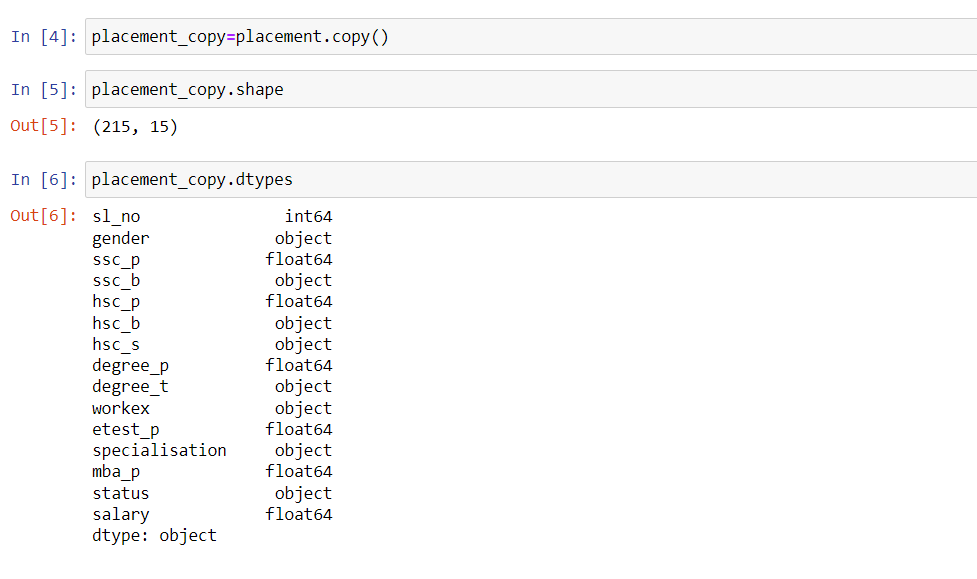 In [4]: placement_copy=placement.copy()
In [5]: placement_copy.shape
Out[5]: (215, 15)
In [6]: placement_copy.dtypes
Out[6]: sl_no int64
gender object
ssc_p float64
ssc_b object
hsc_p float64
hsc_b object
hsc_s object
degree_p float64
degree_t object
workex object
etest_p float64
specialisation object
mba_p float64
status object
salary float64
dtype: object